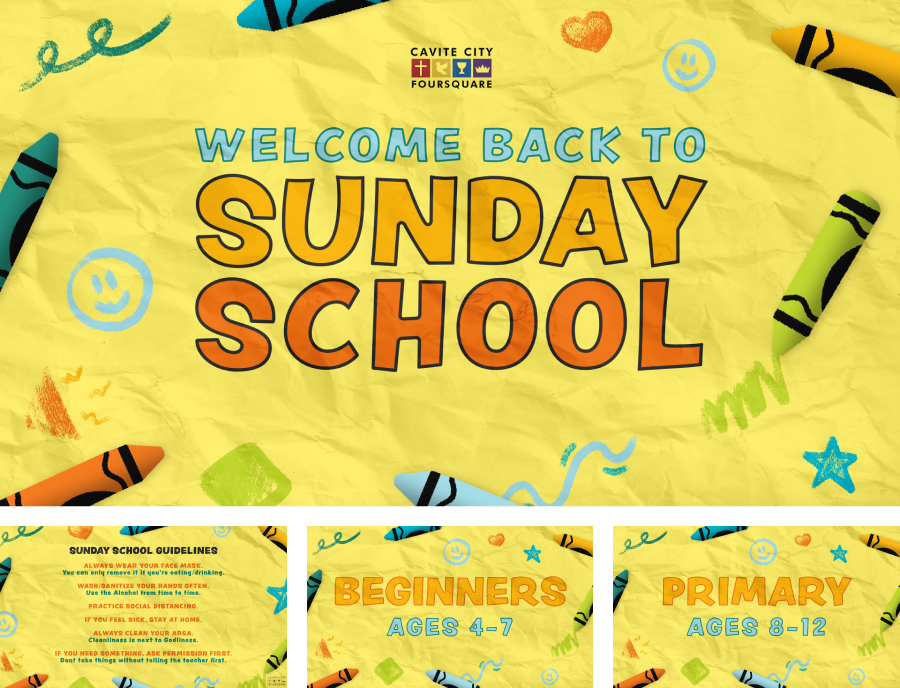 CAVITE CITY
FOURSQUARE
WELCOME BACK TO
SUNDAY
SCHOOL
SUNDAY SCHOOL GUIDELINES
ALWAYS WEAR YOUR FACE MASK.
You can only remove it if you're eating/drinking.
WASH/SANITIZE YOUR HANDS OFTEN.
Use the Alcohol from time to time.
PRACTICE SOCIAL DISTANCING.
IF YOU FEEL SICK, STAY AT HOME.
ALWAYS CLEAN YOUR AREA.
Cleanliness is next to Godliness.
IF YOU NEED SOMETHING, ASK PERMISSION FIRST.
Dont take things without telling the teacher first.
BEGINNERS
AGES 4-7
PRIMARY
AGES 8-12